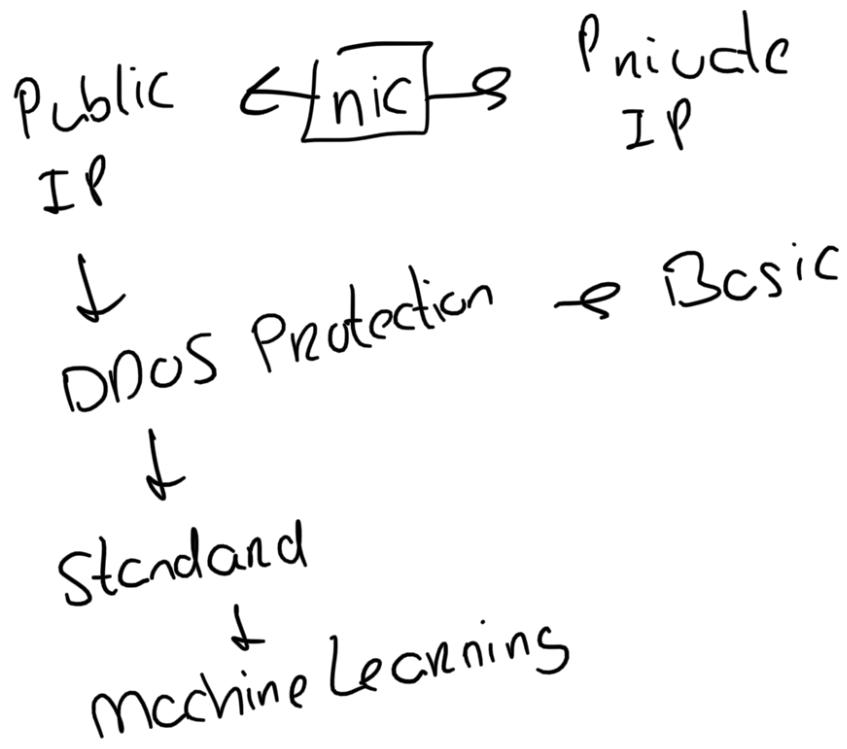 Public
IP
nic
Private
IP
DDOS Protection
Basic
Standard
Machine Learning